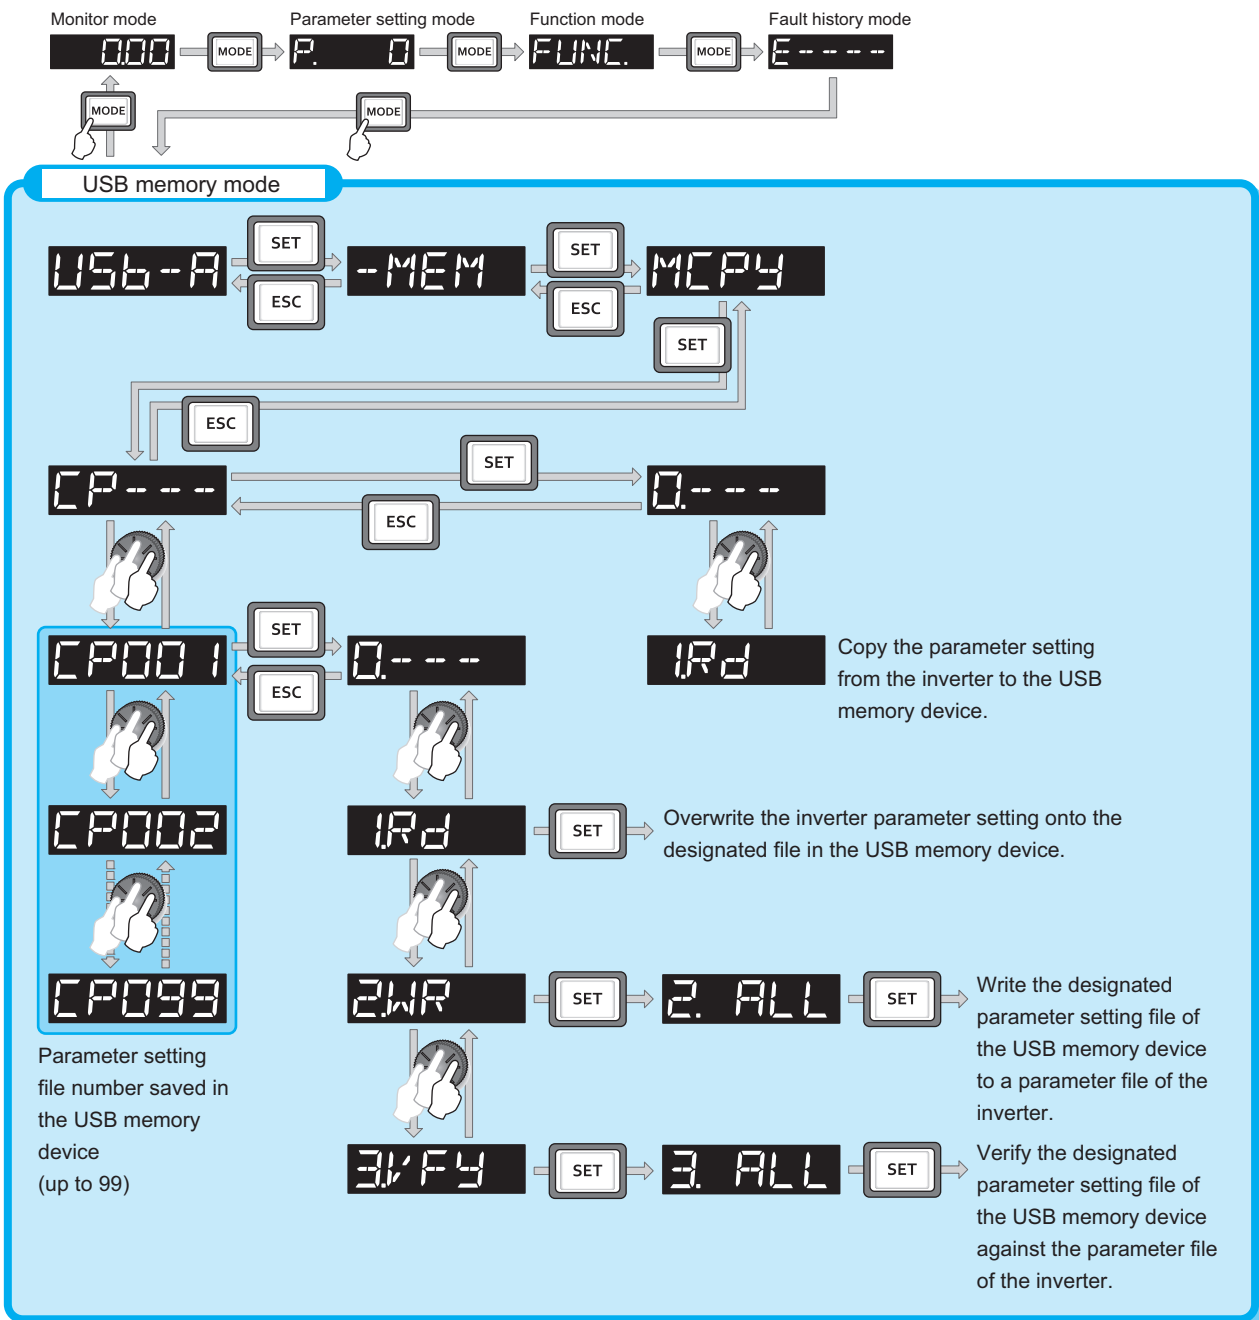 Monitor mode Parameter setting mode Function mode Fault history mode
0.00 MODE P. 0 MODE FUNC. MODE E----
MODE MODE
USB memory mode
SET SET
USb-A -MEM MCPY
ESC ESC
SET
ESC
SET
CP--- 0.---
ESC
SET
CP001 0.--- 1.Rd
ESC
Copy the parameter setting
from the inverter to the USB
memory device.
CP002 1.Rd SET
Overwrite the inverter parameter setting onto the
designated file in the USB memory device.
CP099 2.WR SET 2. ALL SET
Write the designated
parameter setting file of
the USB memory device
to a parameter file of the
inverter.
Parameter setting
file number saved in
the USB memory
device
(up to 99)
3.VFY SET 3. ALL SET
Verify the designated
parameter setting file of
the USB memory device
against the parameter file
of the inverter.